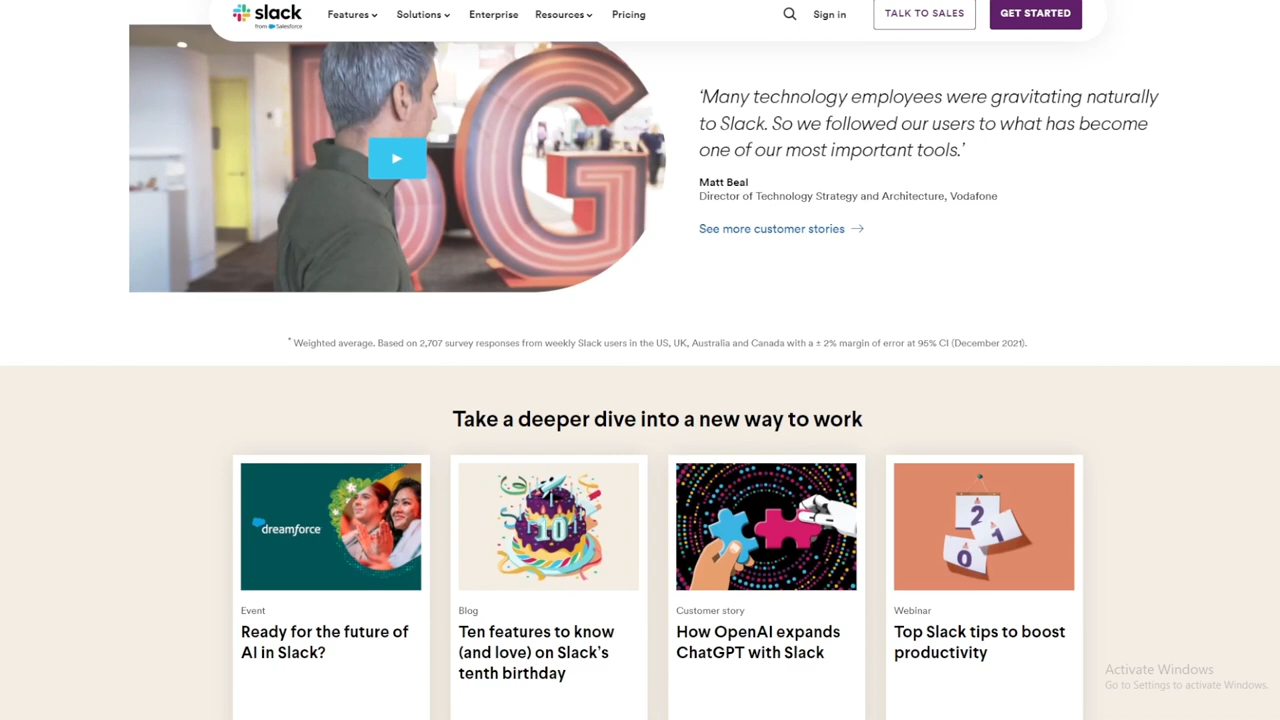 slack
from Salesforce
Features
Solutions
Enterprise
Resources
Pricing
Sign in
TALK TO SALES
GET STARTED
G
‘Many technology employees were gravitating naturally
to Slack. So we followed our users to what has become
one of our most important tools.’
Matt Beal
Director of Technology Strategy and Architecture, Vodafone
See more customer stories →
* Weighted average. Based on 2,707 survey responses from weekly Slack users in the US, UK, Australia and Canada with a ± 2% margin of error at 95% CI (December 2021).
Take a deeper dive into a new way to work
dreamforce
10
2
1
0
Event
Ready for the future of
AI in Slack?
Blog
Ten features to know
(and love) on Slack’s
tenth birthday
Customer story
How OpenAI expands
ChatGPT with Slack
Webinar
Top Slack tips to boost
productivity
Activate Windows
Go to Settings to activate Windows.